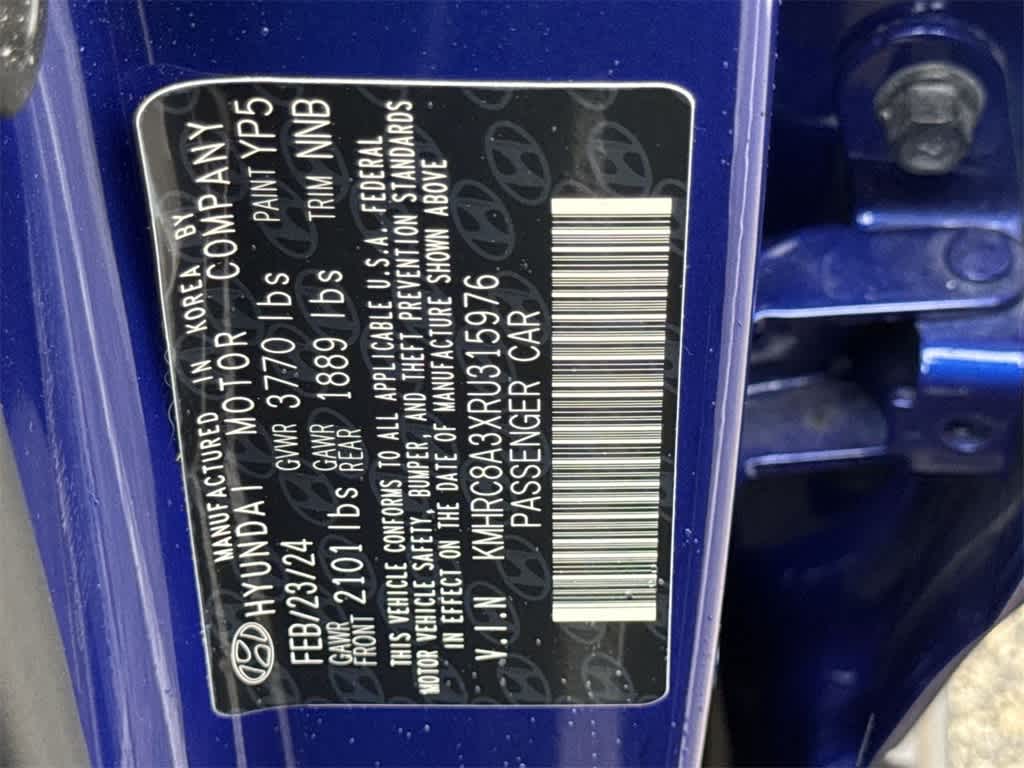 MANUFACTURED IN KOREA BY
HYUNDAI MOTOR COMPANY
FEB/23/24 GVWR 3770 lbs PAINT YP5
GAWR FRONT 2101 lbs GAWR REAR 1889 lbs TRIM NNB
THIS VEHICLE CONFORMS TO ALL APPLICABLE U.S.A. FEDERAL
MOTOR VEHICLE SAFETY, BUMPER, AND THEFT PREVENTION STANDARDS
IN EFFECT ON THE DATE OF MANUFACTURE SHOWN ABOVE
V.I.N KMHRC8A3XRU315976
PASSENGER CAR